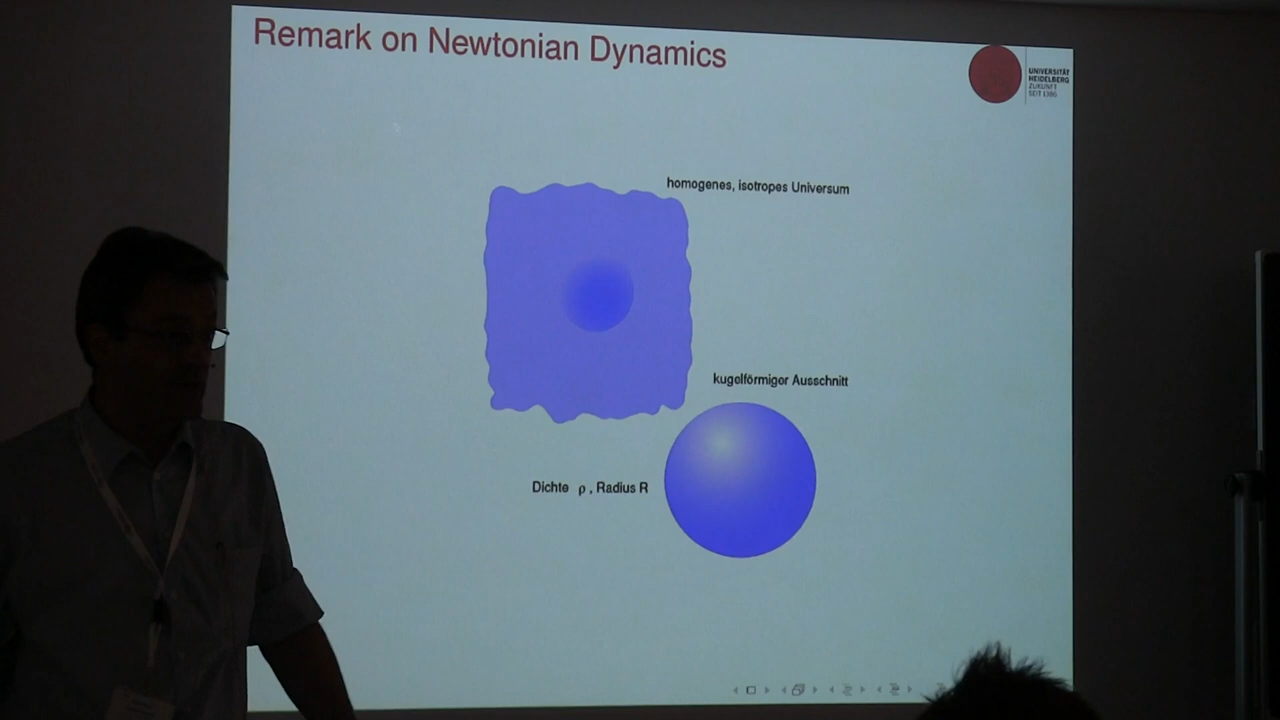 Remark on Newtonian Dynamics
UNIVERSITÄT
HEIDELBERG
ZUKUNFT
SEIT 1386
homogenes, isotropes Universum
kugelförmiger Ausschnitt
Dichte ρ , Radius R